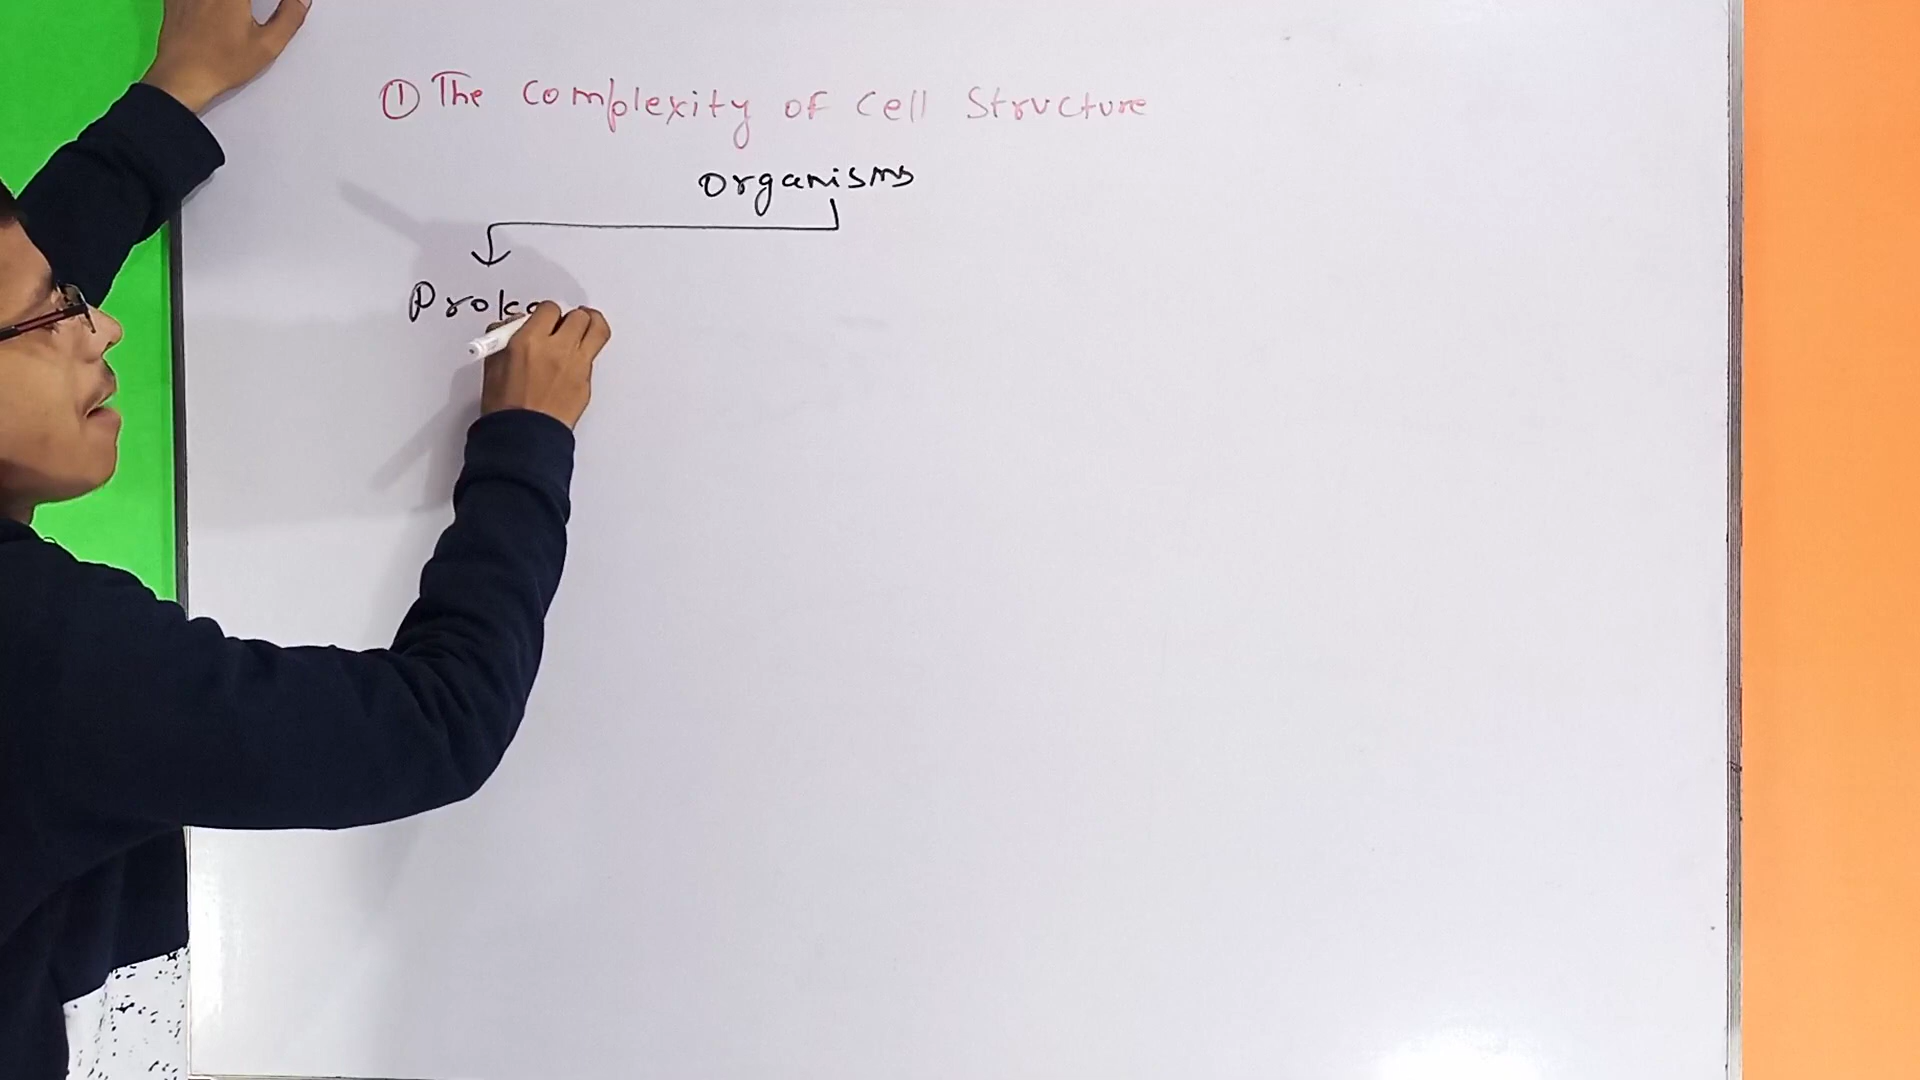 ① The complexity of cell structure
organisms
Proka